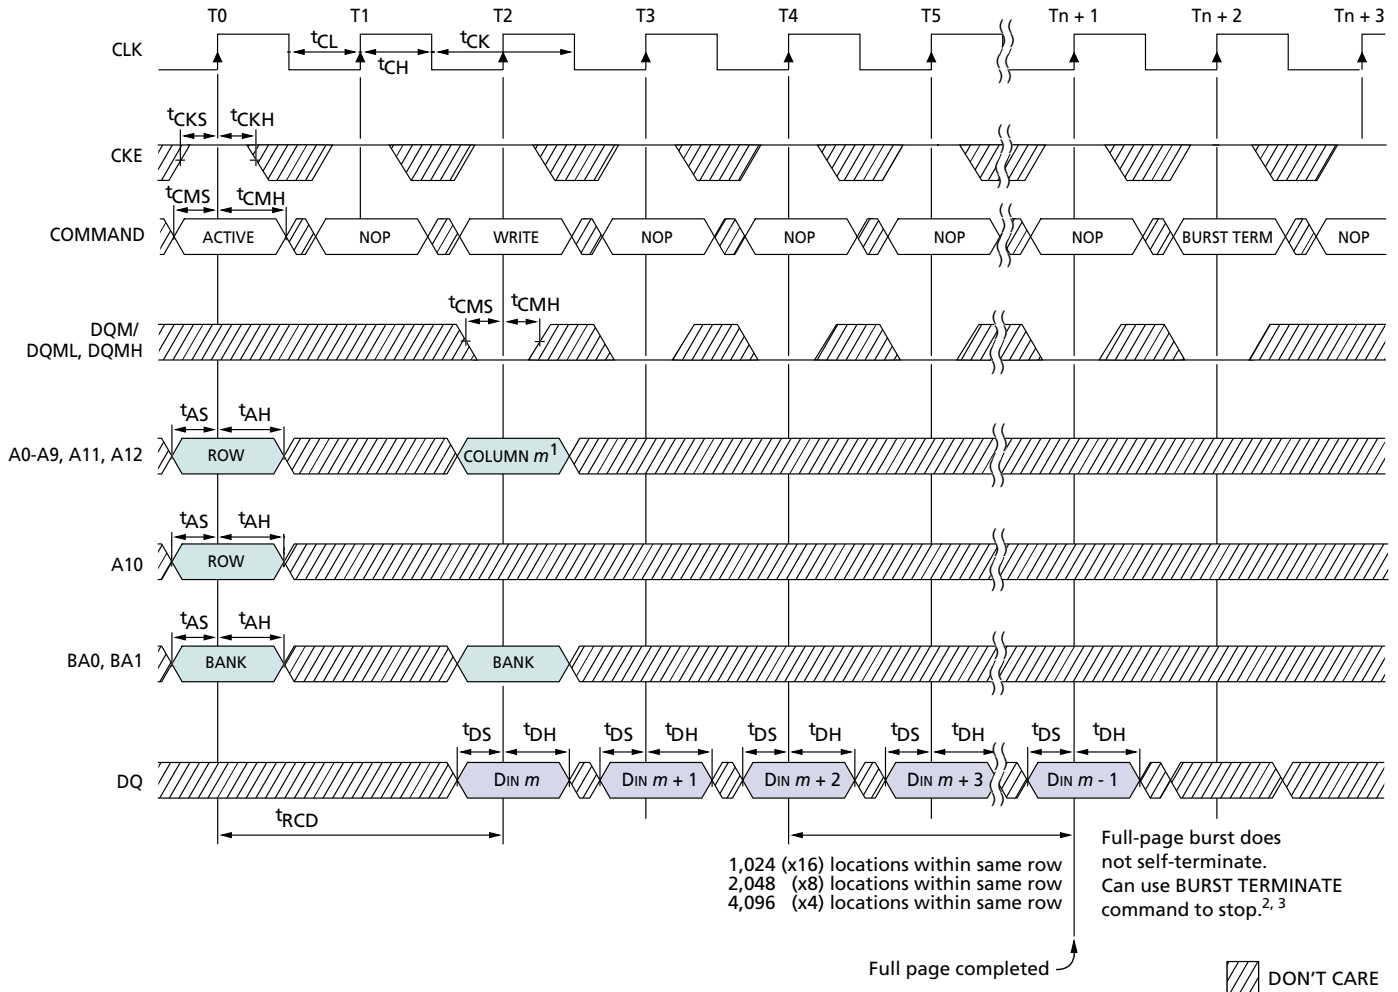 T0 T1 T2 T3 T4 T5 Tn + 1 Tn + 2 Tn + 3
CLK tCL tCH tCK
tCKS tCKH
CKE
tCMS tCMH
COMMAND ACTIVE NOP WRITE NOP NOP NOP NOP BURST TERM NOP
tCMS tCMH
DQM/
DQML, DQMH
tAS tAH
A0-A9, A11, A12 ROW COLUMN m1
tAS tAH
A10 ROW
tAS tAH
BA0, BA1 BANK BANK
tDS tDH tDS tDH tDS tDH tDS tDH tDS tDH
DQ DIN m DIN m + 1 DIN m + 2 DIN m + 3 DIN m - 1
tRCD
1,024 (x16) locations within same row
2,048 (x8) locations within same row
4,096 (x4) locations within same row
Full-page burst does
not self-terminate.
Can use BURST TERMINATE
command to stop.2, 3
Full page completed
DON'T CARE